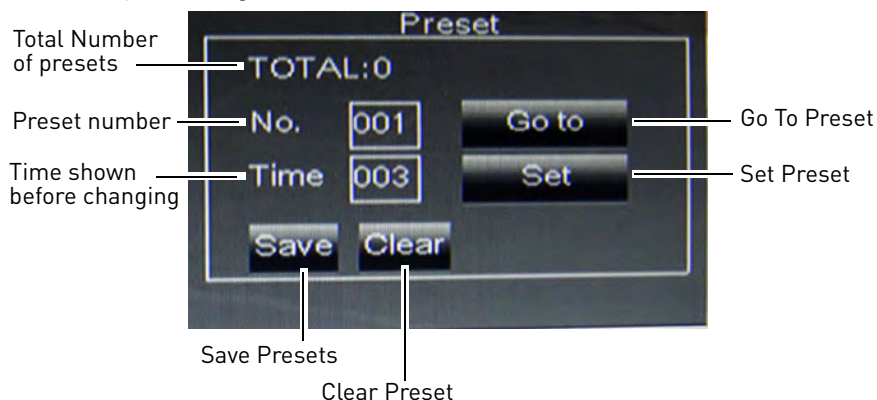 Preset
Total Number
of presets
TOTAL:0
Preset number
No.
001
Go to
Go To Preset
Time shown
before changing
Time
003
Set
Set Preset
Save
Clear
Save Presets
Clear Preset